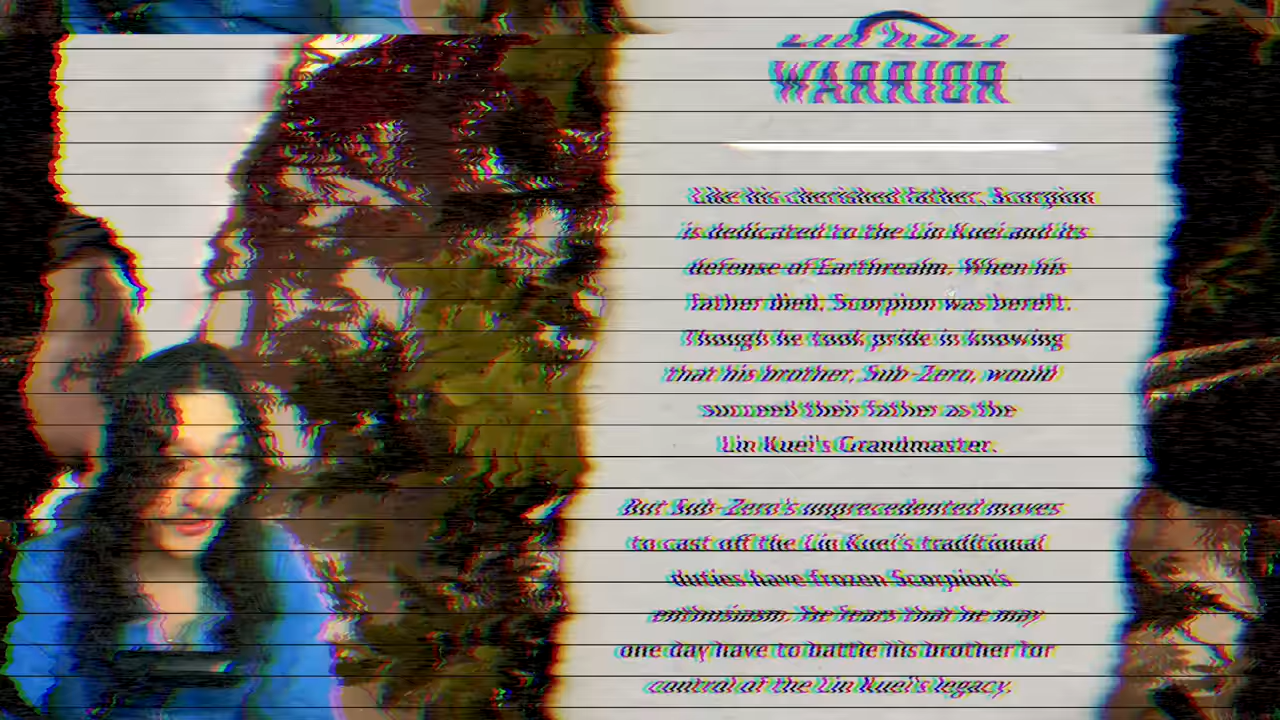 LIN KUEI
WARRIOR
Like his cherished father, Scorpion
is dedicated to the Lin Kuei and its
defense of Earthrealm. When his
father died, Scorpion was bereft.
Though he took pride in knowing
that his brother, Sub-Zero, would
succeed their father as the
Lin Kuei's Grandmaster.
But Sub-Zero's unprecedented moves
to cast off the Lin Kuei's traditional
duties have frozen Scorpion's
enthusiasm. He fears that he may
one day have to battle his brother for
control of the Lin Kuei's legacy.